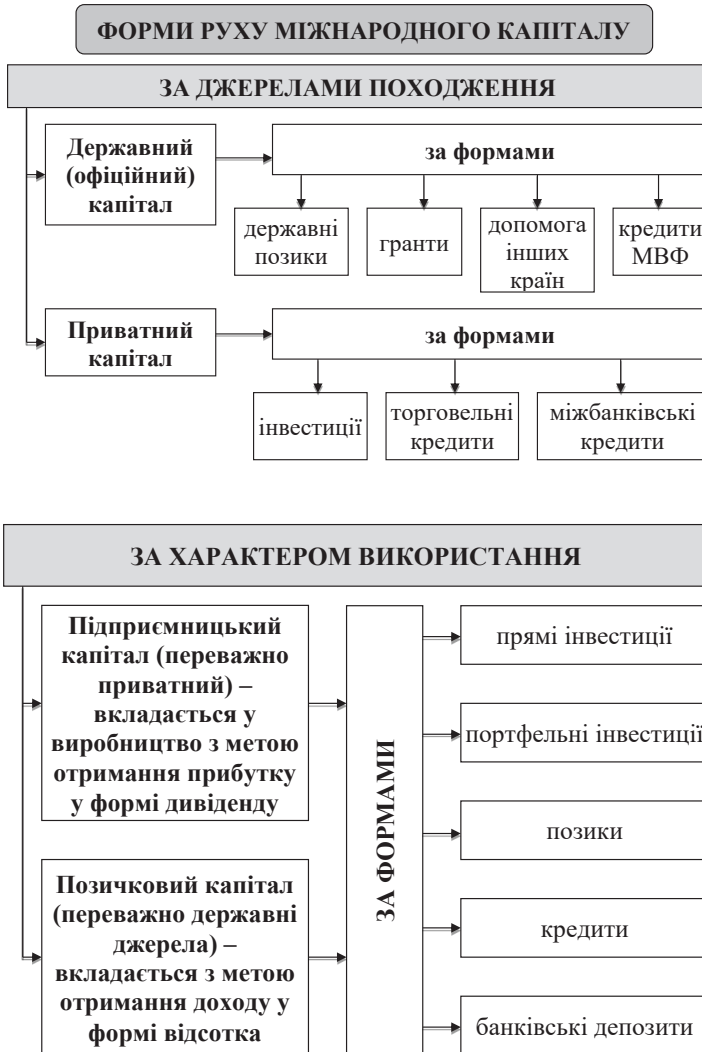 ФОРМИ РУХУ МІЖНАРОДНОГО КАПІТАЛУ
ЗА ДЖЕРЕЛАМИ ПОХОДЖЕННЯ
Державний
(офіційний)
капітал
за формами
державні
позики
гранти
допомога
інших
країн
кредити
МВФ
Приватний
капітал
за формами
інвестиції
торговельні
кредити
міжбанківські
кредити
ЗА ХАРАКТЕРОМ ВИКОРИСТАННЯ
Підприємницький
капітал (переважно
приватний) –
вкладається у
виробництво з метою
отримання прибутку
у формі дивіденду
Позичковий капітал
(переважно державні
джерела) –
вкладається з метою
отримання доходу у
формі відсотка
ЗА ФОРМАМИ
прямі інвестиції
портфельні інвестиції
позики
кредити
банківські депозити